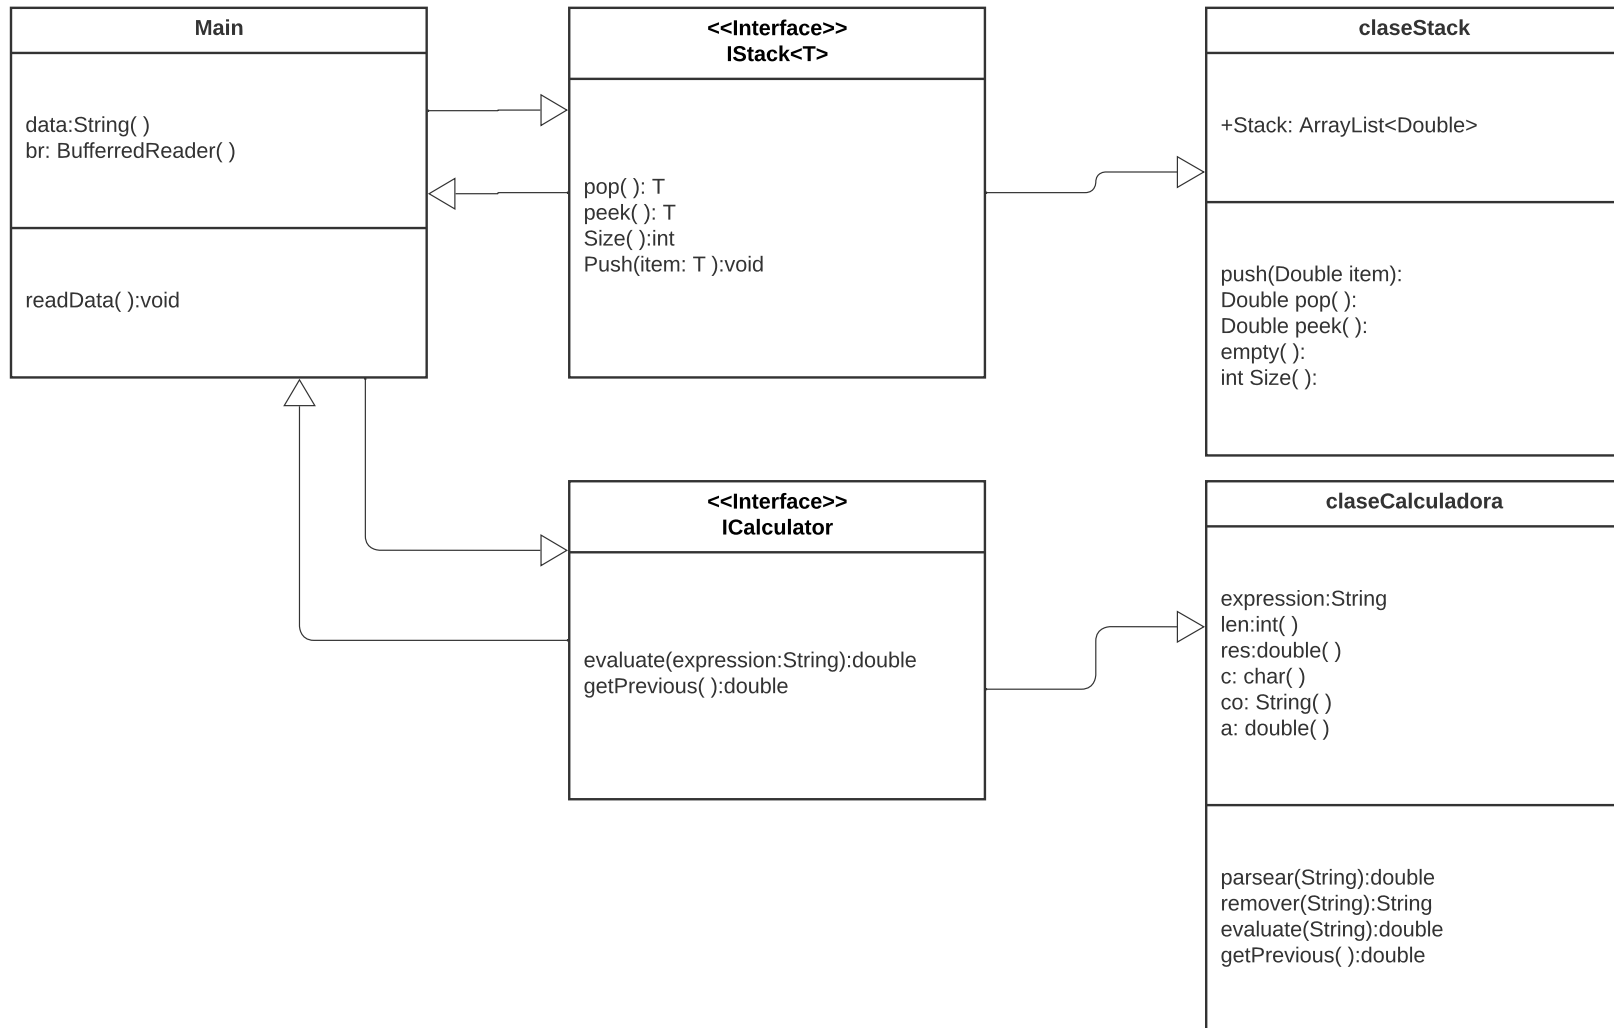 Main
data:String( )
br: BufferredReader( )
readData( ):void
<<Interface>>
IStack<T>
pop( ): T
peek( ): T
Size( ):int
Push(item: T ):void
claseStack
+Stack: ArrayList<Double>
push(Double item):
Double pop( ):
Double peek( ):
empty( ):
int Size( ):
<<Interface>>
ICalculator
evaluate(expression:String):double
getPrevious( ):double
claseCalculadora
expression:String
len:int( )
res:double( )
c: char( )
co: String( )
a: double( )
parsear(String):double
remover(String):String
evaluate(String):double
getPrevious( ):double